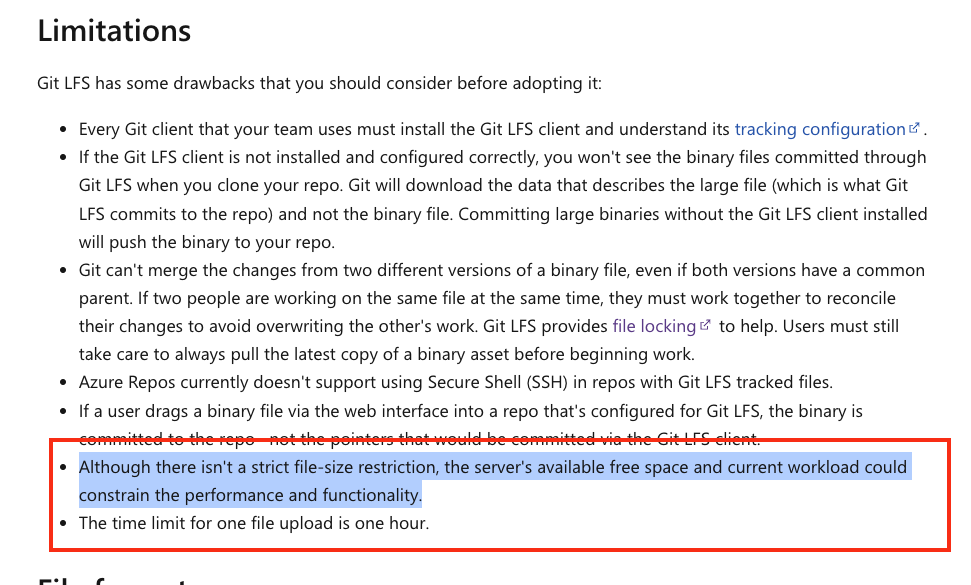 Limitations
Git LFS has some drawbacks that you should consider before adopting it:
• Every Git client that your team uses must install the Git LFS client and understand its tracking configuration.
• If the Git LFS client is not installed and configured correctly, you won't see the binary files committed through
Git LFS when you clone your repo. Git will download the data that describes the large file (which is what Git
LFS commits to the repo) and not the binary file. Committing large binaries without the Git LFS client installed
will push the binary to your repo.
• Git can't merge the changes from two different versions of a binary file, even if both versions have a common
parent. If two people are working on the same file at the same time, they must work together to reconcile
their changes to avoid overwriting the other's work. Git LFS provides file locking to help. Users must still
take care to always pull the latest copy of a binary asset before beginning work.
• Azure Repos currently doesn't support using Secure Shell (SSH) in repos with Git LFS tracked files.
• If a user drags a binary file via the web interface into a repo that's configured for Git LFS, the binary is
committed to the repo - not the pointers that would be committed via the Git LFS client.
• Although there isn't a strict file-size restriction, the server's available free space and current workload could
constrain the performance and functionality.
• The time limit for one file upload is one hour.